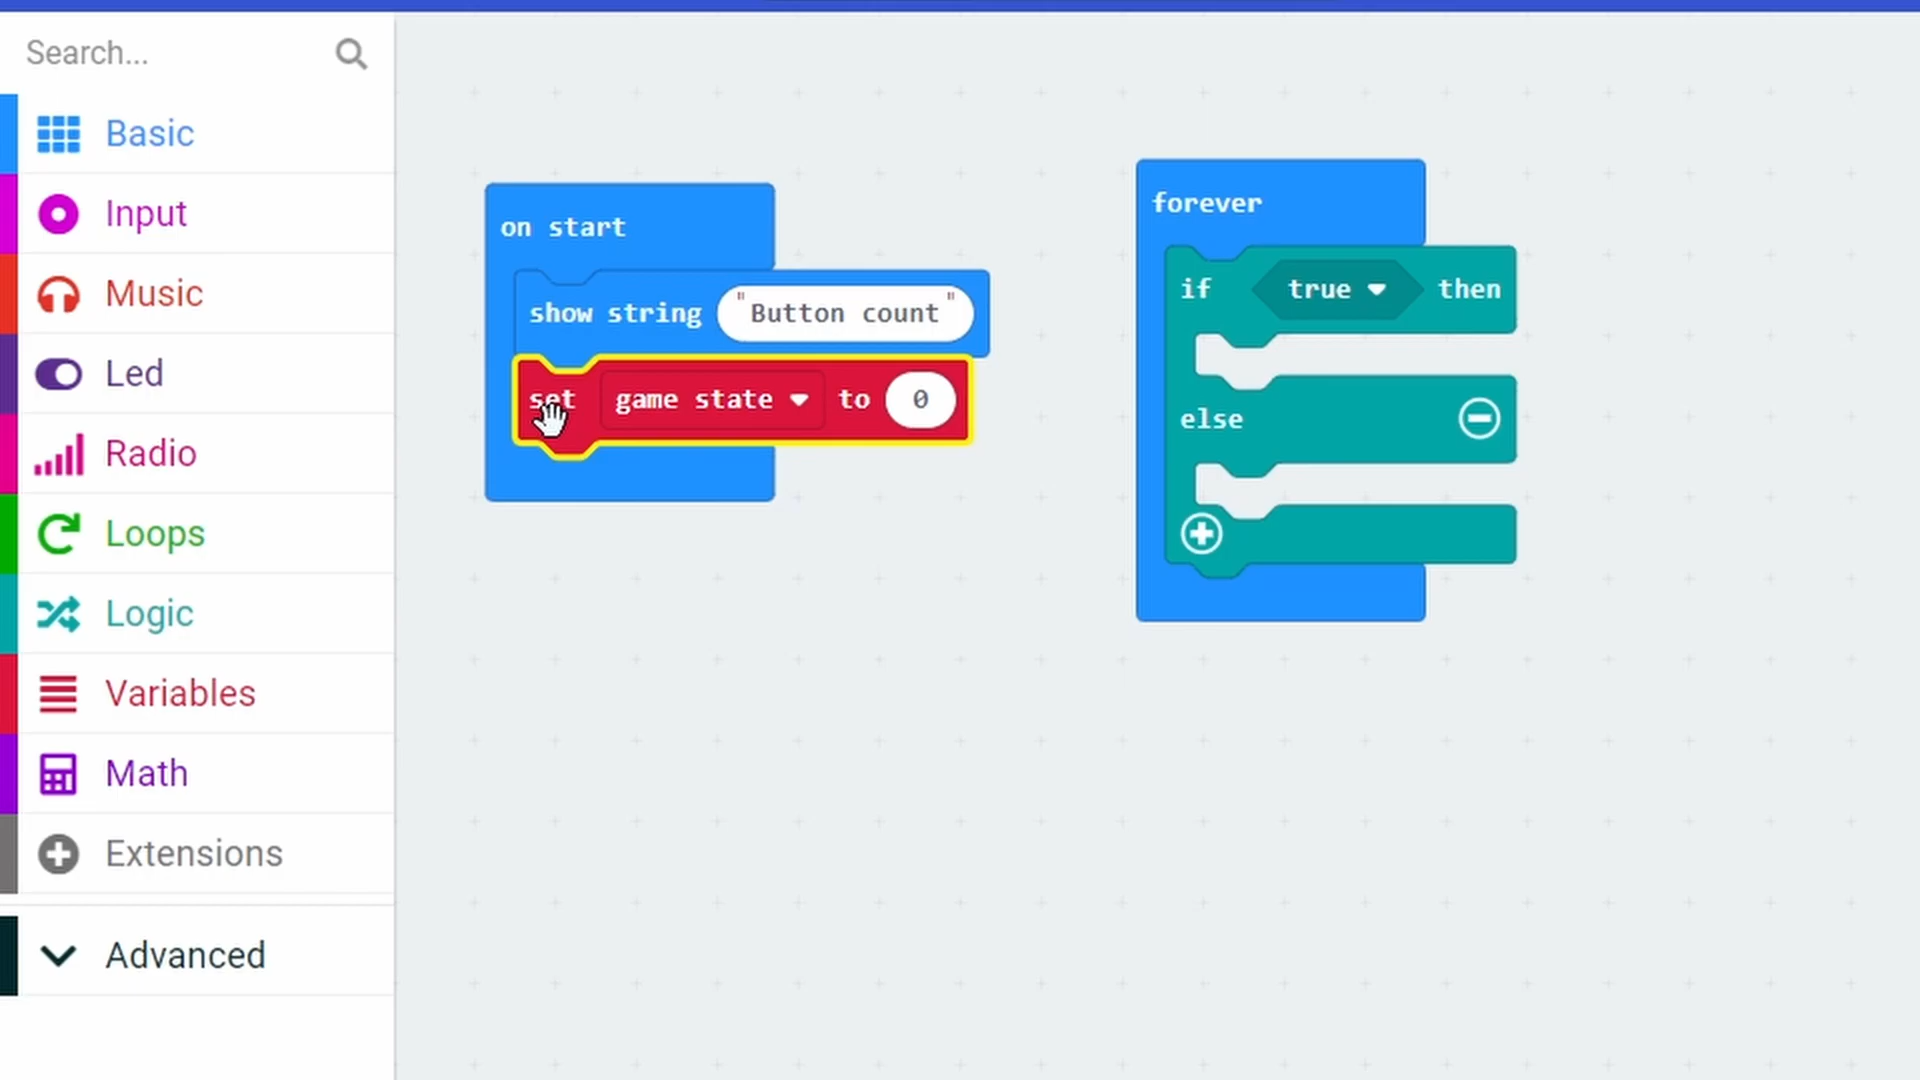 Search...
Basic
Input
Music
Led
Radio
Loops
Logic
Variables
Math
Extensions
Advanced
on start
show string "Button count"
set game state to 0
forever
if true then
else